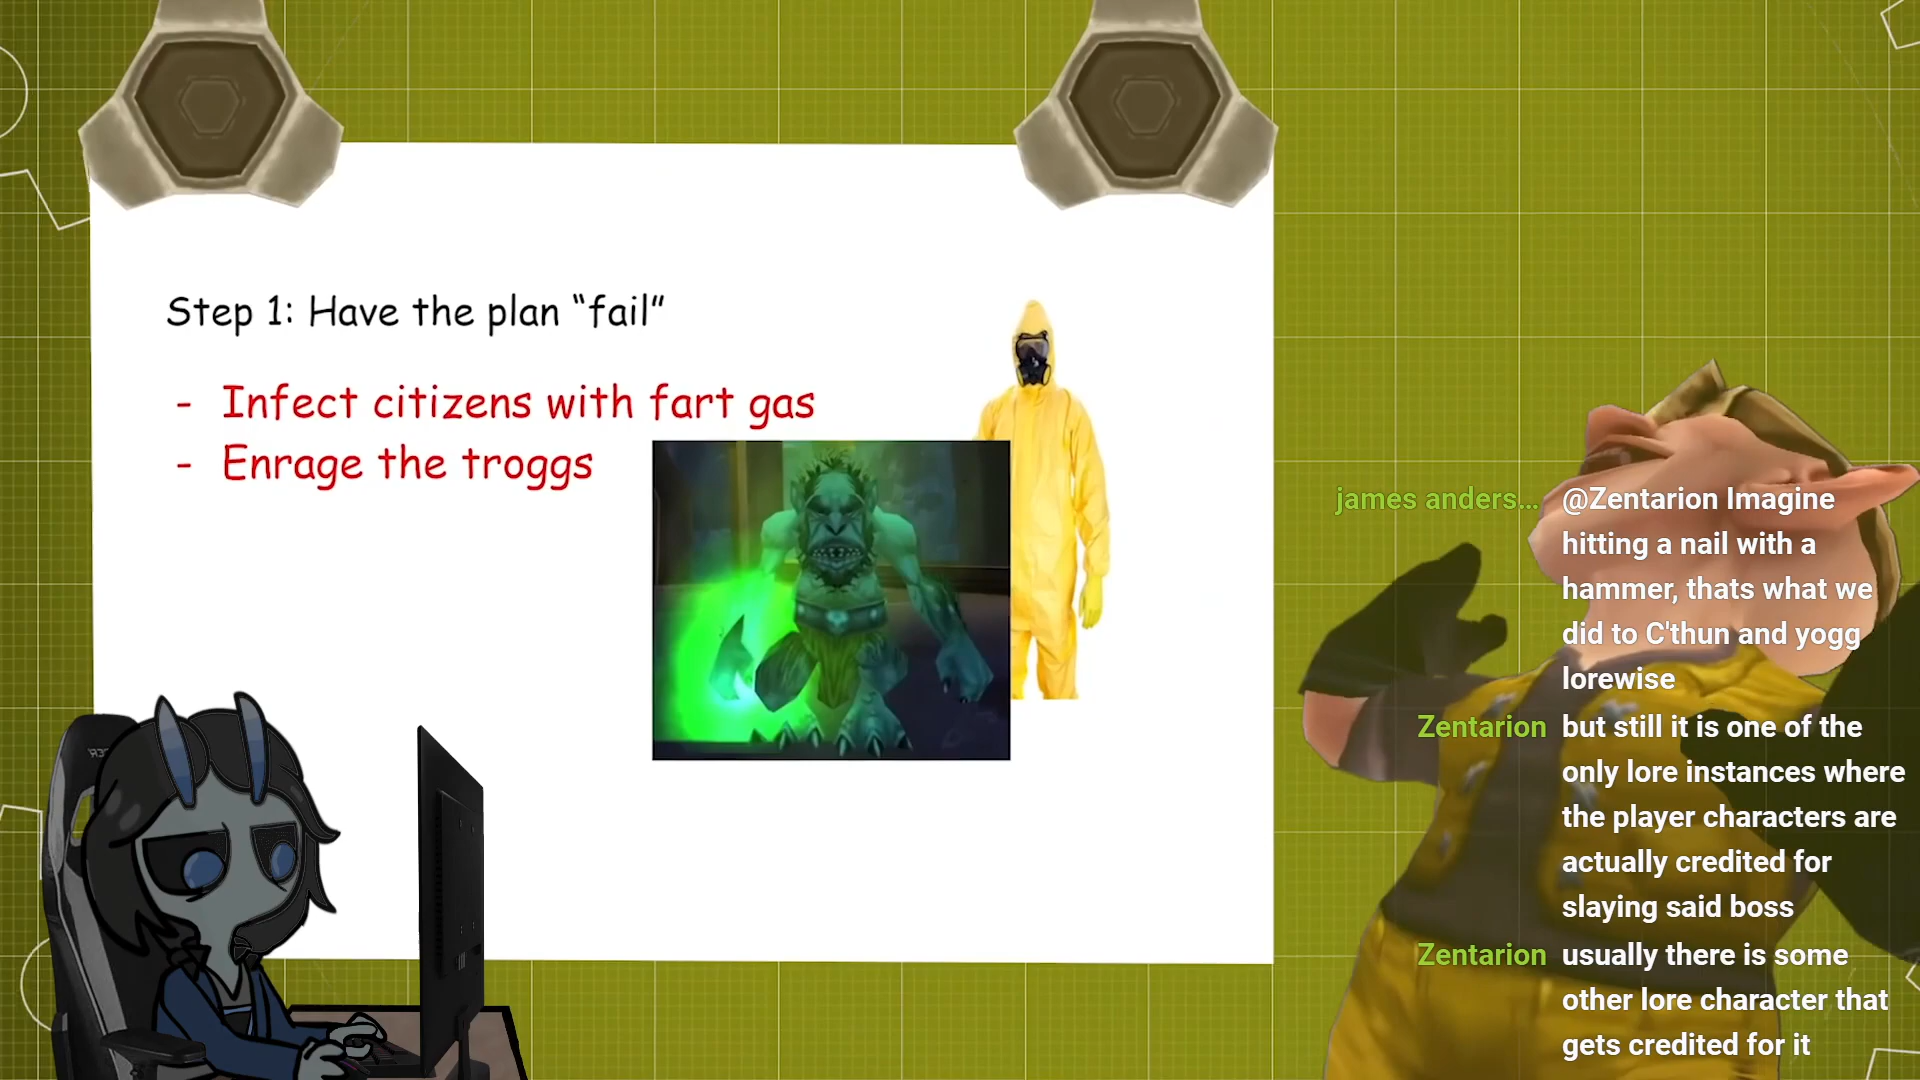 Step 1: Have the plan “fail”
- Infect citizens with fart gas
- Enrage the troggs
james anders... @Zentarion Imagine
hitting a nail with a
hammer, thats what we
did to C'thun and yogg
lorewise
Zentarion but still it is one of the
only lore instances where
the player characters are
actually credited for
slaying said boss
Zentarion usually there is some
other lore character that
gets credited for it